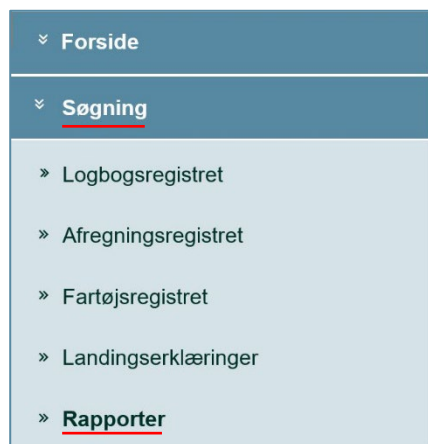 Forside
Søgning
Logbogsregistret
Afregningsregistret
Fartøjsregistret
Landingserklæringer
Rapporter